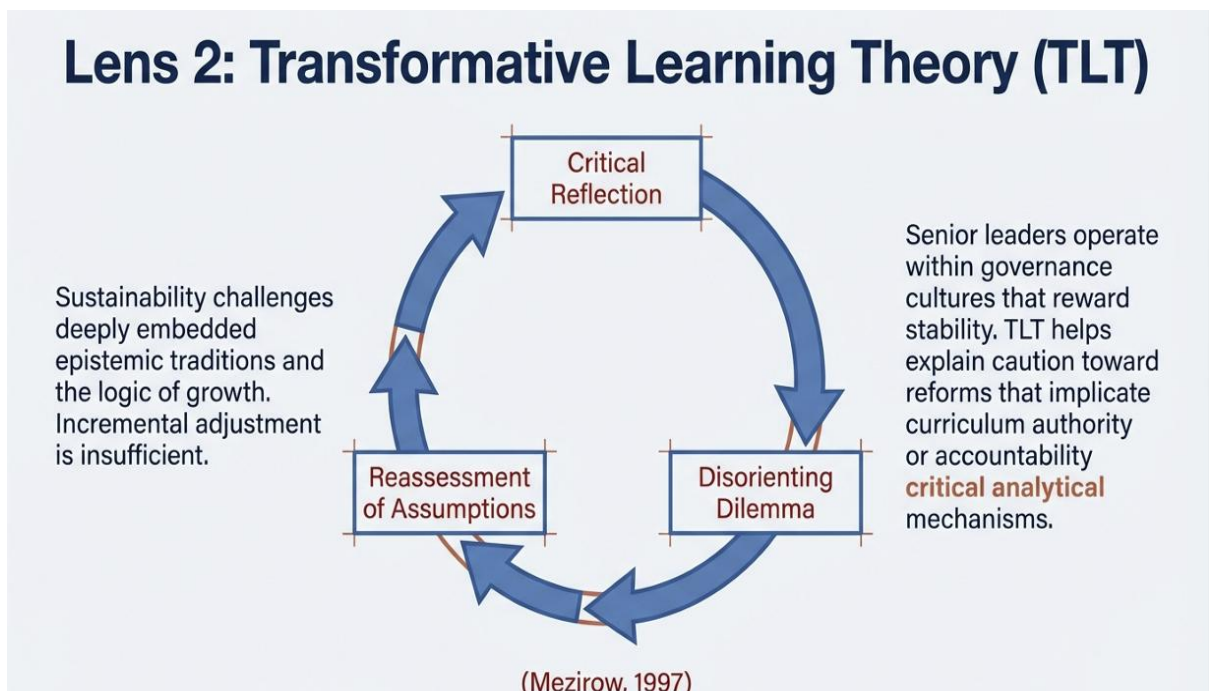 Lens 2: Transformative Learning Theory (TLT)
Critical
Reflection
Sustainability challenges
deeply embedded
epistemic traditions and
the logic of growth.
Incremental adjustment
is insufficient.
Senior leaders operate
within governance
cultures that reward
stability. TLT helps
explain caution toward
reforms that implicate
curriculum authority
or accountability
critical analytical
mechanisms.
Reassessment
of Assumptions
Disorienting
Dilemma
(Mezirow, 1997)